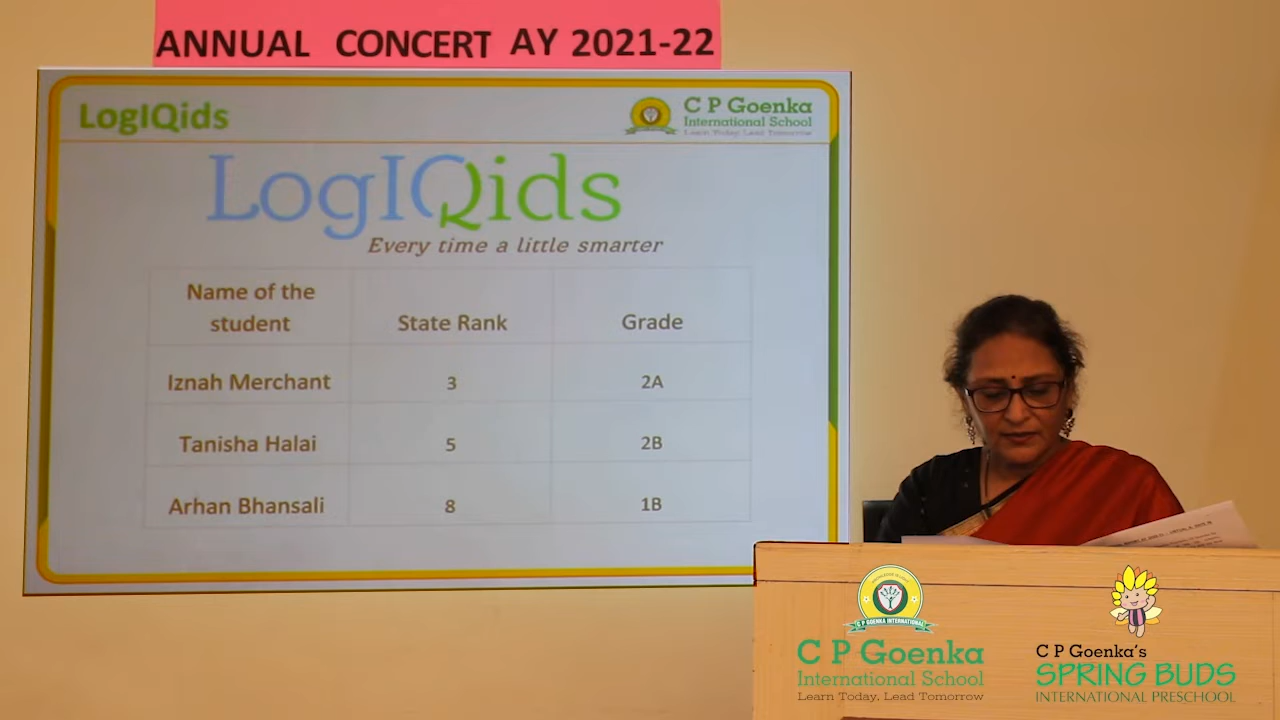 ANNUAL CONCERT AY 2021-22
LogIQids
C P Goenka
International School
Learn Today. Lead Tomorrow
LogIQids
Every time a little smarter
Name of the
student
State Rank
Grade
Iznah Merchant
3
2A
Tanisha Halai
5
2B
Arhan Bhansali
8
1B
C P GOENKA INTERNATIONAL
C P Goenka
International School
Learn Today. Lead Tomorrow
C P Goenka's
SPRING BUDS
INTERNATIONAL PRESCHOOL